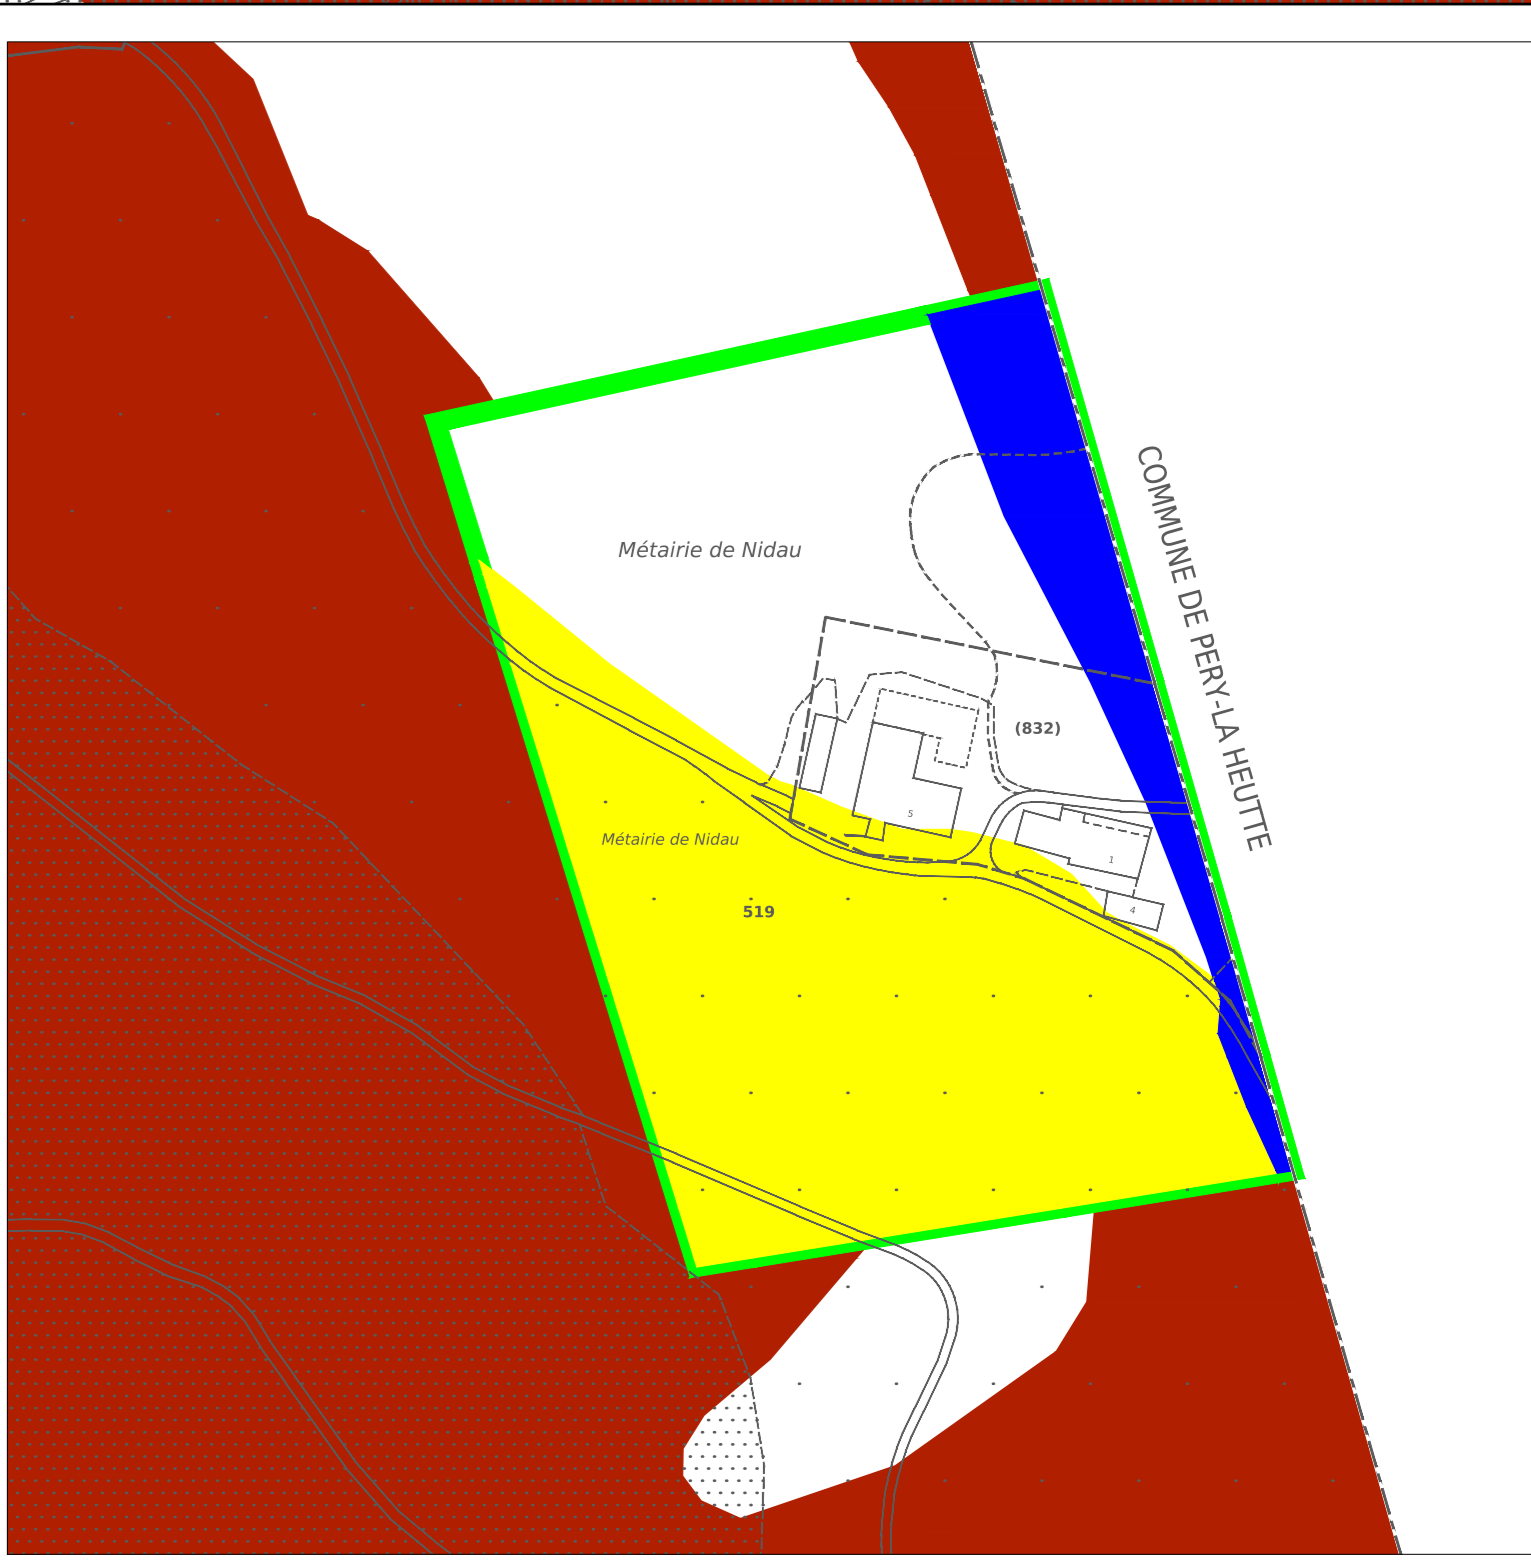 Métairie de Nidau
COMMUNE DE PERY-LA HEUTTE
(832)
5
Métairie de Nidau
1
4
519